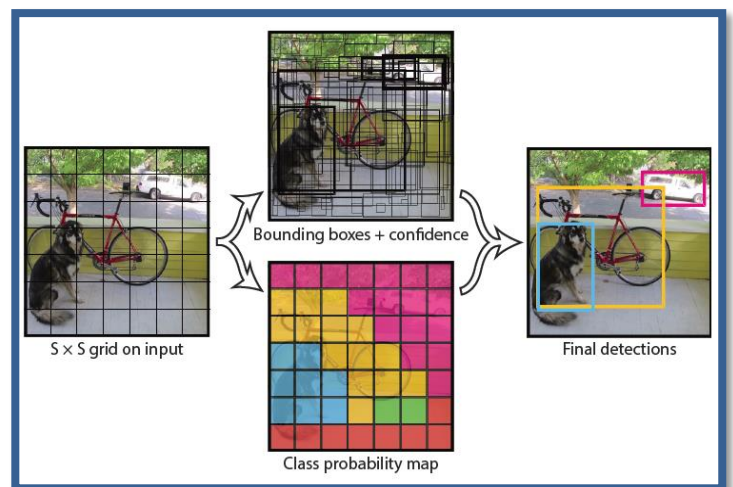 Bounding boxes + confidence
S × S grid on input
Final detections
Class probability map